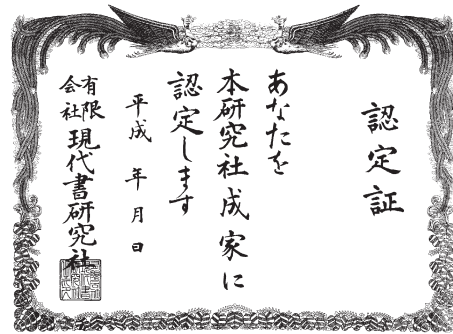 認定証
あなたを
本研究社成家に
認定します
平成 年 月 日
有限会社 現代書研究社